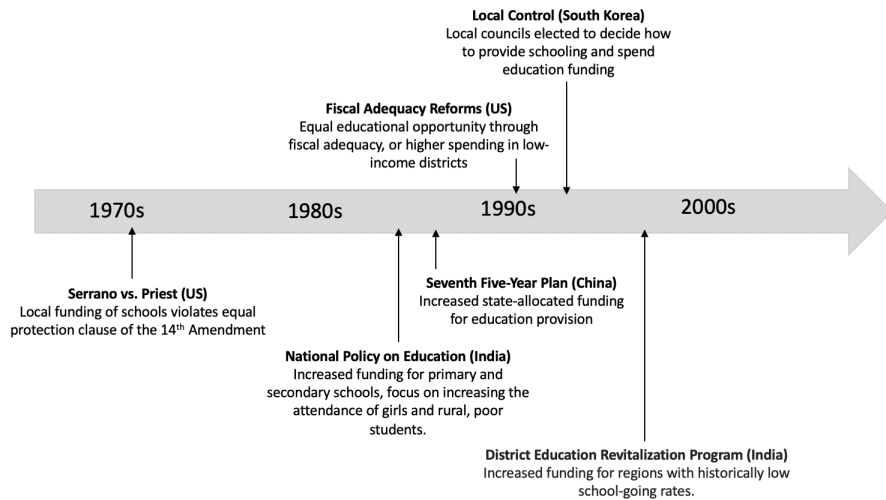 Local Control (South Korea)
Local councils elected to decide how
to provide schooling and spend
education funding
Fiscal Adequacy Reforms (US)
Equal educational opportunity through
fiscal adequacy, or higher spending in low-
income districts
1970s
1980s
1990s
2000s
Serrano vs. Priest (US)
Local funding of schools violates equal
protection clause of the 14th Amendment
Seventh Five-Year Plan (China)
Increased state-allocated funding
for education provision
National Policy on Education (India)
Increased funding for primary and
secondary schools, focus on increasing the
attendance of girls and rural, poor
students.
District Education Revitalization Program (India)
Increased funding for regions with historically low
school-going rates.